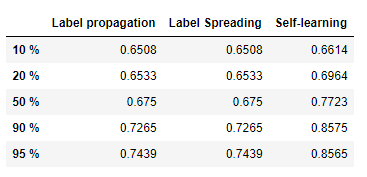 Label propagation Label Spreading Self-learning
10 % 0.6508 0.6508 0.6614
20 % 0.6533 0.6533 0.6964
50 % 0.675 0.675 0.7723
90 % 0.7265 0.7265 0.8575
95 % 0.7439 0.7439 0.8565